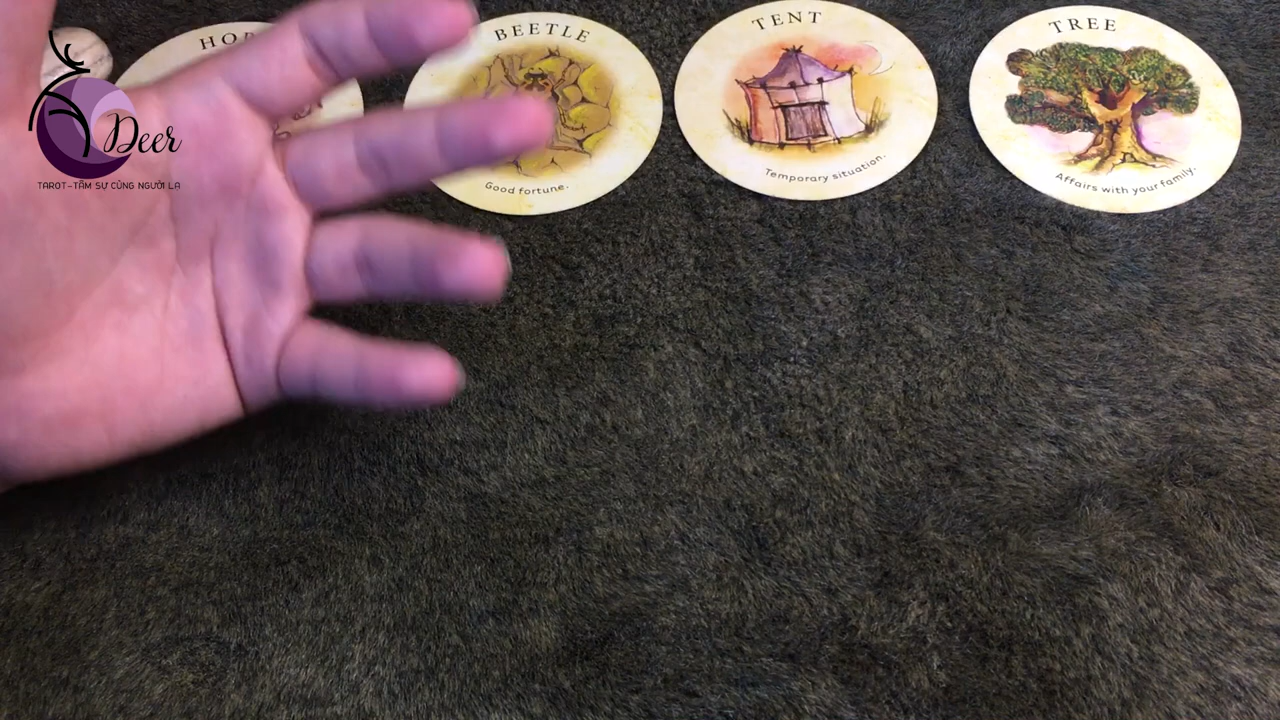 BEETLE
Good fortune.
TENT
Temporary situation.
TREE
Affairs with your family.
Deer
TAROT-TÂM SỰ CÙNG NGƯỜI LẠ